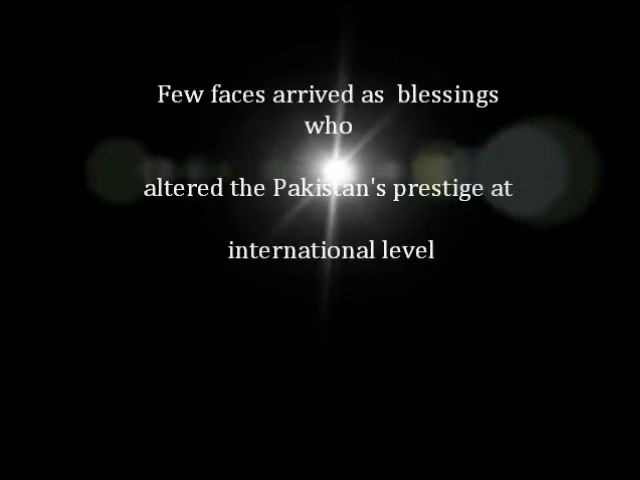 Few faces arrived as  blessings
who
altered the Pakistan's prestige at
international level